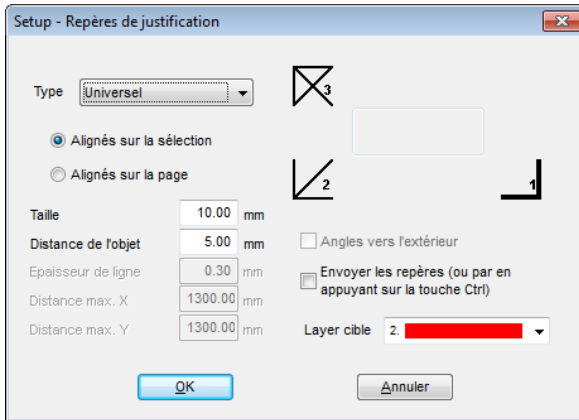 Setup - Repères de justification
Type Universel
3
Alignés sur la sélection
Alignés sur la page
2
1
Taille 10.00 mm
Distance de l'objet 5.00 mm
Angles vers l'extérieur
Epaisseur de ligne 0.30 mm
Envoyer les repères (ou par en
appuyant sur la touche Ctrl)
Distance max. X 1300.00 mm
Distance max. Y 1300.00 mm
Layer cible 2.
OK
Annuler